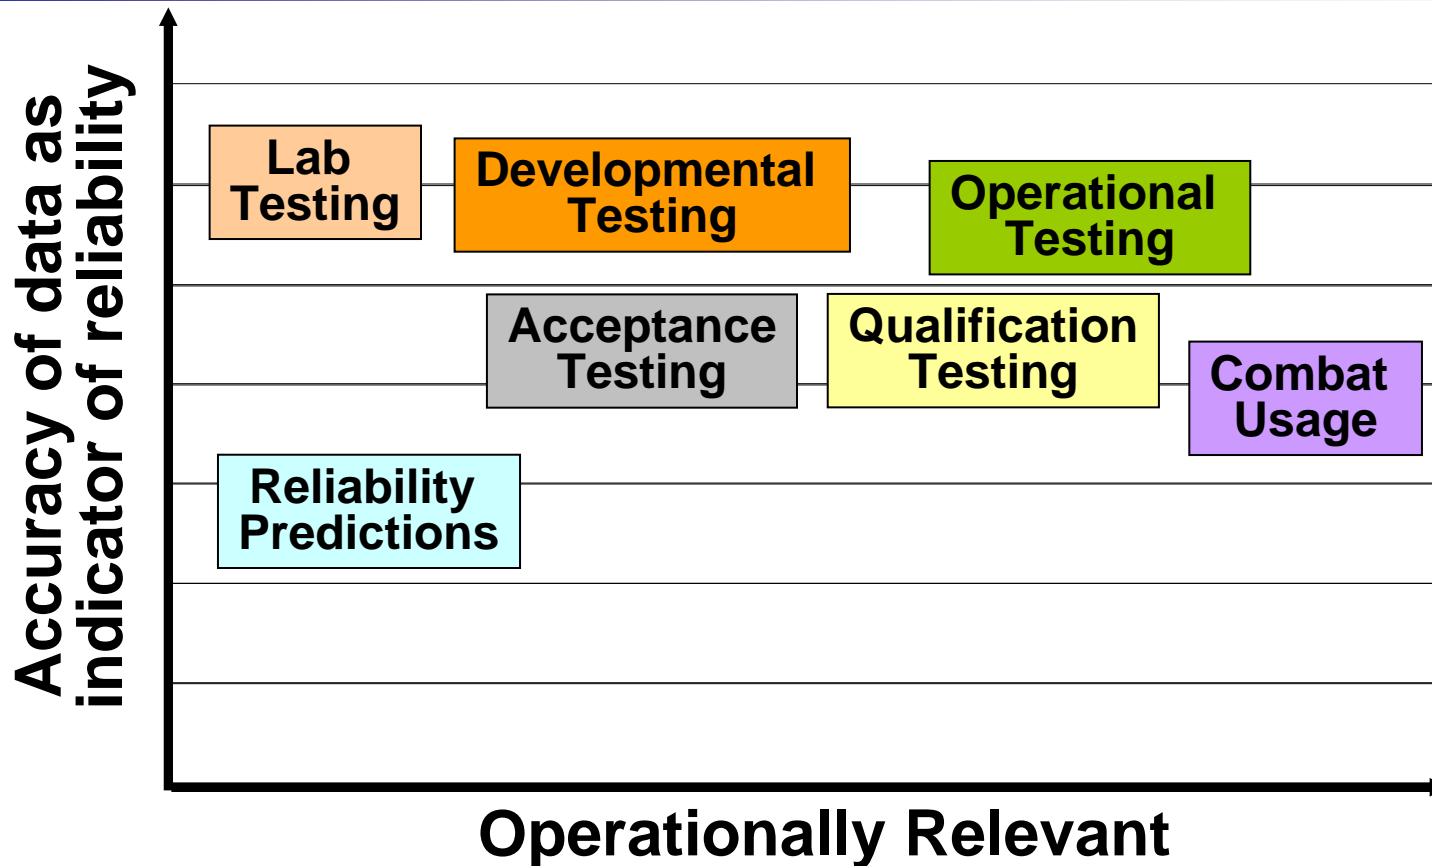 Accuracy of data as
indicator of reliability
Lab
Testing
Developmental
Testing
Operational
Testing
Acceptance
Testing
Qualification
Testing
Combat
Usage
Reliability
Predictions
Operationally Relevant